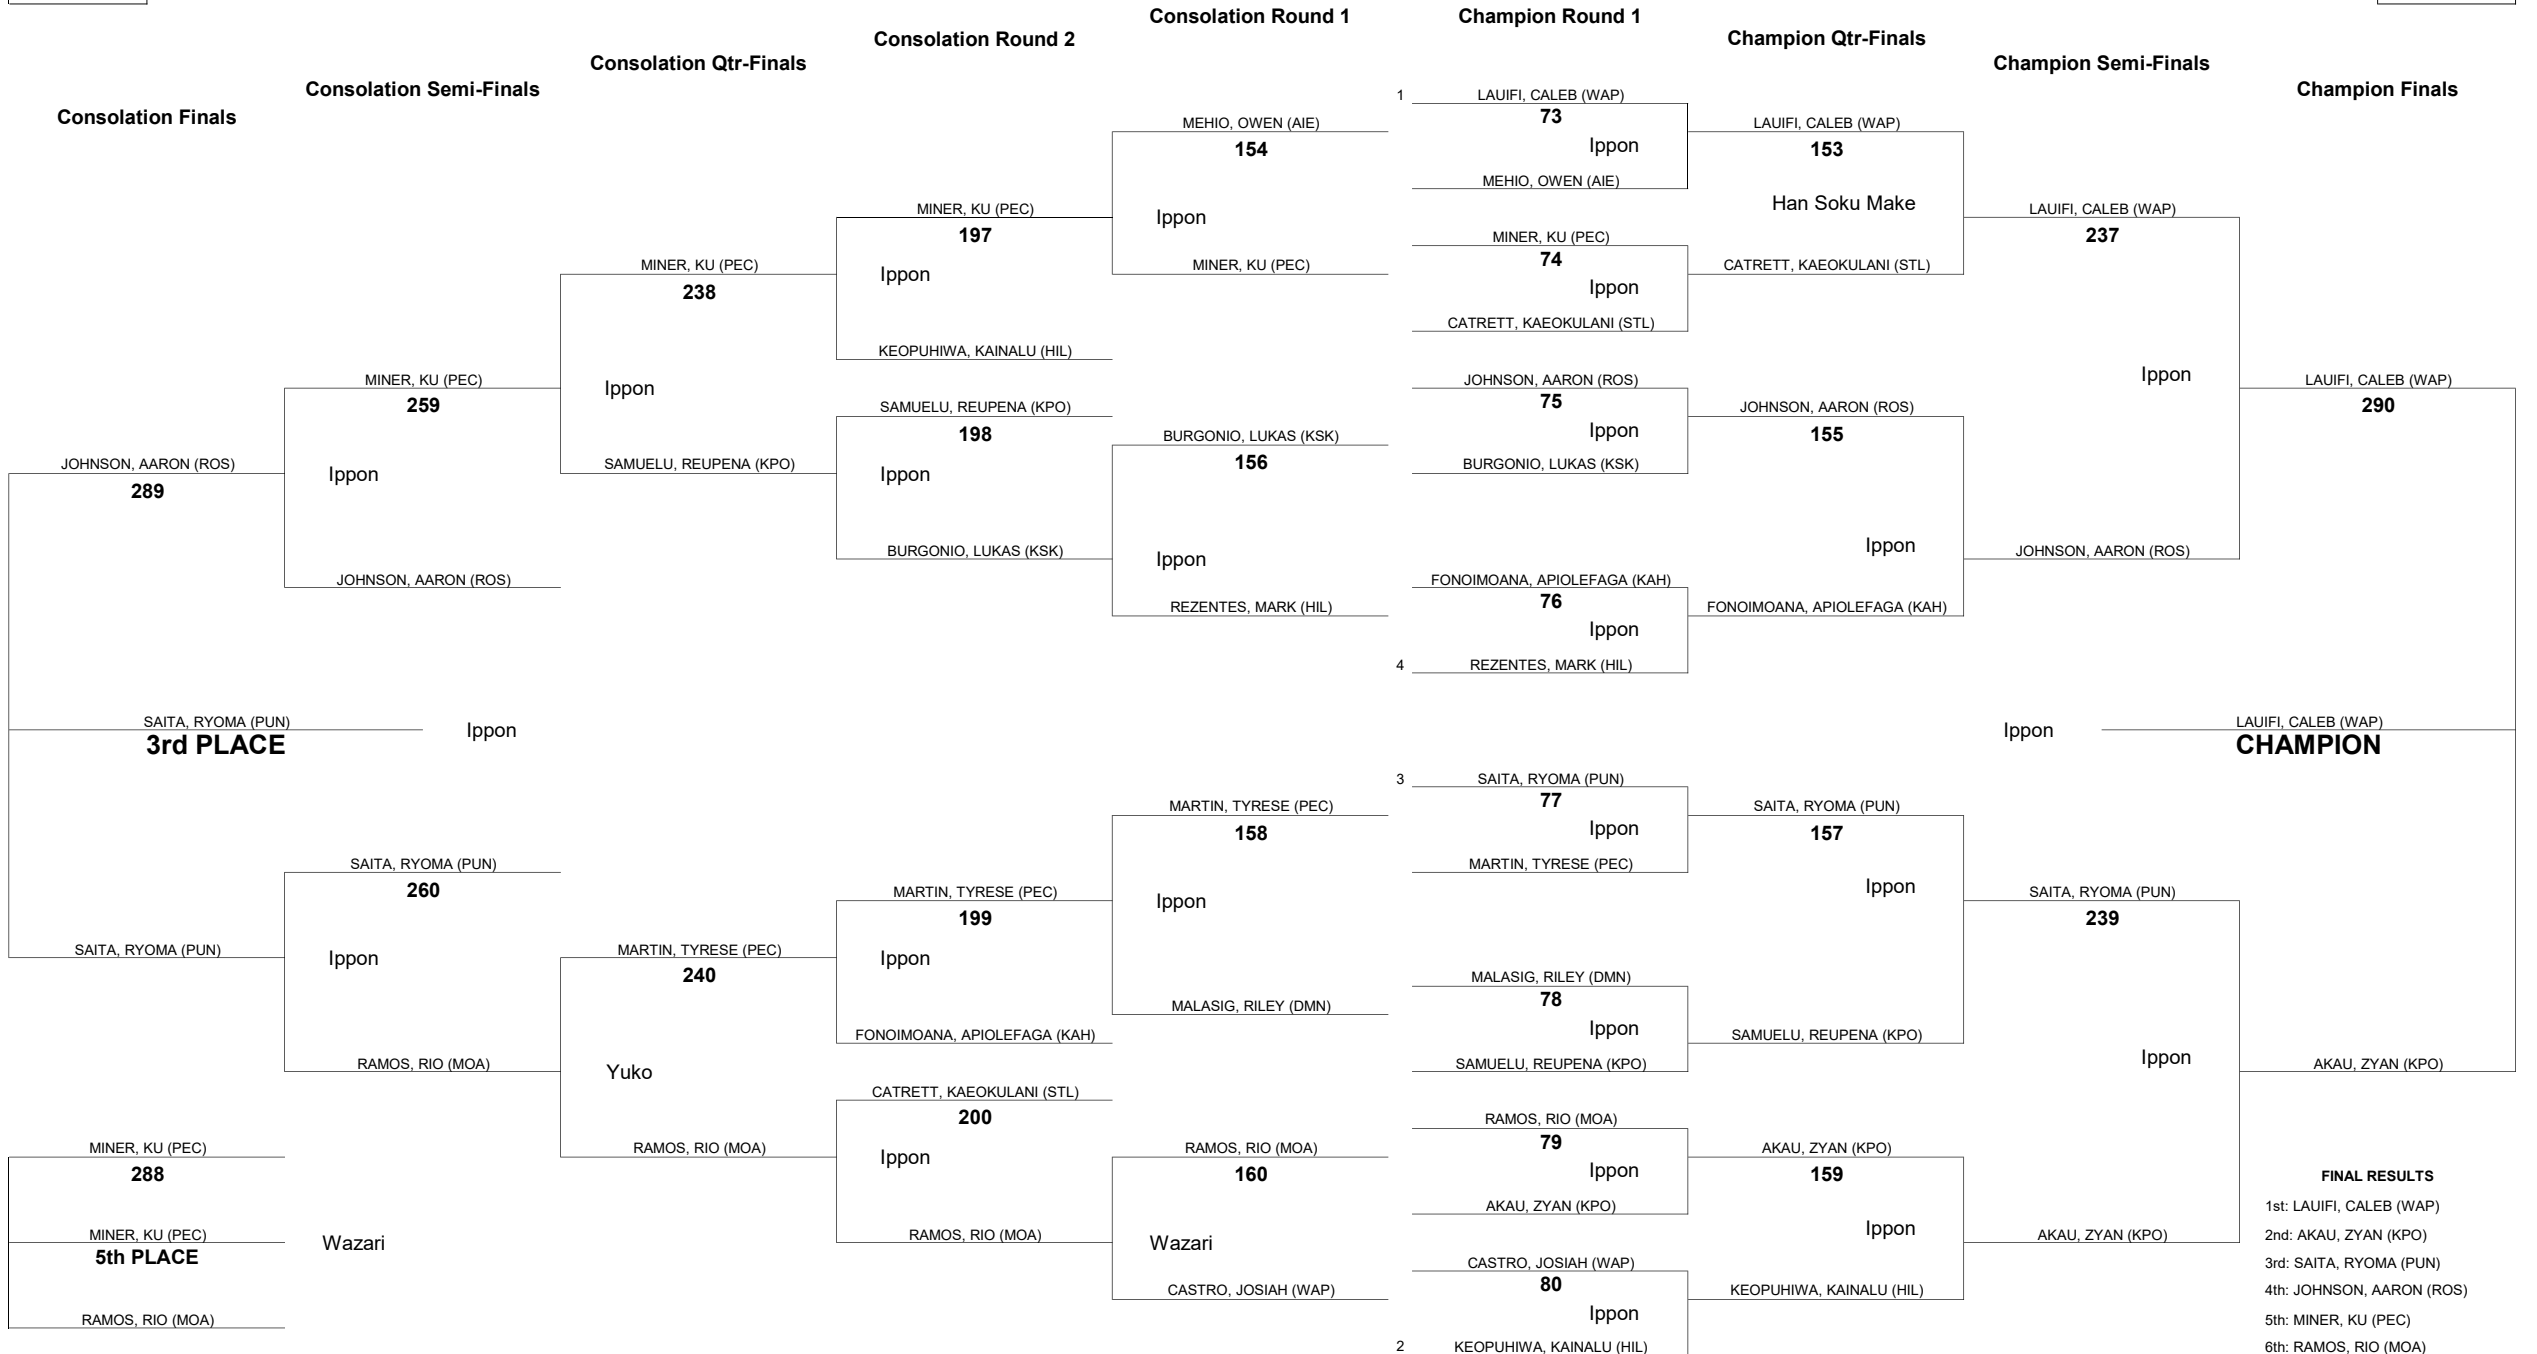 Consolation Finals
Consolation Semi-Finals
Consolation Qtr-Finals
Consolation Round 2
Consolation Round 1
Champion Round 1
Champion Qtr-Finals
Champion Semi-Finals
Champion Finals
JOHNSON, AARON (ROS)
289
SAITA, RYOMA (PUN)
3rd PLACE
Ippon
SAITA, RYOMA (PUN)
MINER, KU (PEC)
288
MINER, KU (PEC)
5th PLACE
Wazari
RAMOS, RIO (MOA)
MINER, KU (PEC)
259
Ippon
JOHNSON, AARON (ROS)
SAITA, RYOMA (PUN)
260
Ippon
RAMOS, RIO (MOA)
MINER, KU (PEC)
238
Ippon
SAMUELU, REUPENA (KPO)
MARTIN, TYRESE (PEC)
240
Yuko
RAMOS, RIO (MOA)
MINER, KU (PEC)
197
Ippon
KEOPUHIWA, KAINALU (HIL)
SAMUELU, REUPENA (KPO)
198
Ippon
BURGONIO, LUKAS (KSK)
MARTIN, TYRESE (PEC)
199
Ippon
FONOIMOANA, APIOLEFAGA (KAH)
CATRETT, KAEOKULANI (STL)
200
Ippon
RAMOS, RIO (MOA)
MEHIO, OWEN (AIE)
154
Ippon
MINER, KU (PEC)
BURGONIO, LUKAS (KSK)
156
Ippon
REZENTES, MARK (HIL)
MARTIN, TYRESE (PEC)
158
Ippon
MALASIG, RILEY (DMN)
RAMOS, RIO (MOA)
160
Wazari
CASTRO, JOSIAH (WAP)
1 LAUIFI, CALEB (WAP)
73
Ippon
MEHIO, OWEN (AIE)
MINER, KU (PEC)
74
Ippon
CATRETT, KAEOKULANI (STL)
JOHNSON, AARON (ROS)
75
Ippon
BURGONIO, LUKAS (KSK)
FONOIMOANA, APIOLEFAGA (KAH)
76
Ippon
4 REZENTES, MARK (HIL)
3 SAITA, RYOMA (PUN)
77
Ippon
MARTIN, TYRESE (PEC)
MALASIG, RILEY (DMN)
78
Ippon
SAMUELU, REUPENA (KPO)
RAMOS, RIO (MOA)
79
Ippon
AKAU, ZYAN (KPO)
CASTRO, JOSIAH (WAP)
80
Ippon
2 KEOPUHIWA, KAINALU (HIL)
LAUIFI, CALEB (WAP)
153
Han Soku Make
CATRETT, KAEOKULANI (STL)
JOHNSON, AARON (ROS)
155
Ippon
FONOIMOANA, APIOLEFAGA (KAH)
SAITA, RYOMA (PUN)
157
Ippon
SAMUELU, REUPENA (KPO)
AKAU, ZYAN (KPO)
159
Ippon
KEOPUHIWA, KAINALU (HIL)
LAUIFI, CALEB (WAP)
237
Ippon
JOHNSON, AARON (ROS)
SAITA, RYOMA (PUN)
239
Ippon
AKAU, ZYAN (KPO)
LAUIFI, CALEB (WAP)
290
Ippon
LAUIFI, CALEB (WAP)
CHAMPION
AKAU, ZYAN (KPO)
FINAL RESULTS
1st: LAUIFI, CALEB (WAP)
2nd: AKAU, ZYAN (KPO)
3rd: SAITA, RYOMA (PUN)
4th: JOHNSON, AARON (ROS)
5th: MINER, KU (PEC)
6th: RAMOS, RIO (MOA)